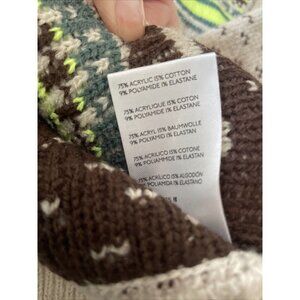 75% ACRYLIC 15% COTTON
9% POLYAMIDE 1% ELASTANE
75% ACRYLIQUE 15% COTON
9% POLYAMIDE 1% ELASTANE
75% ACRYL 15% BAUMWOLLE
9% POLYAMID 1% ELASTAN
75% ACRILICO 15% COTONE
9% POLIAMMIDE 1% ELASTAN
75% ACRÍLICO 15% ALGODÓN
9% POLIAMIDA 1% ELASTANO